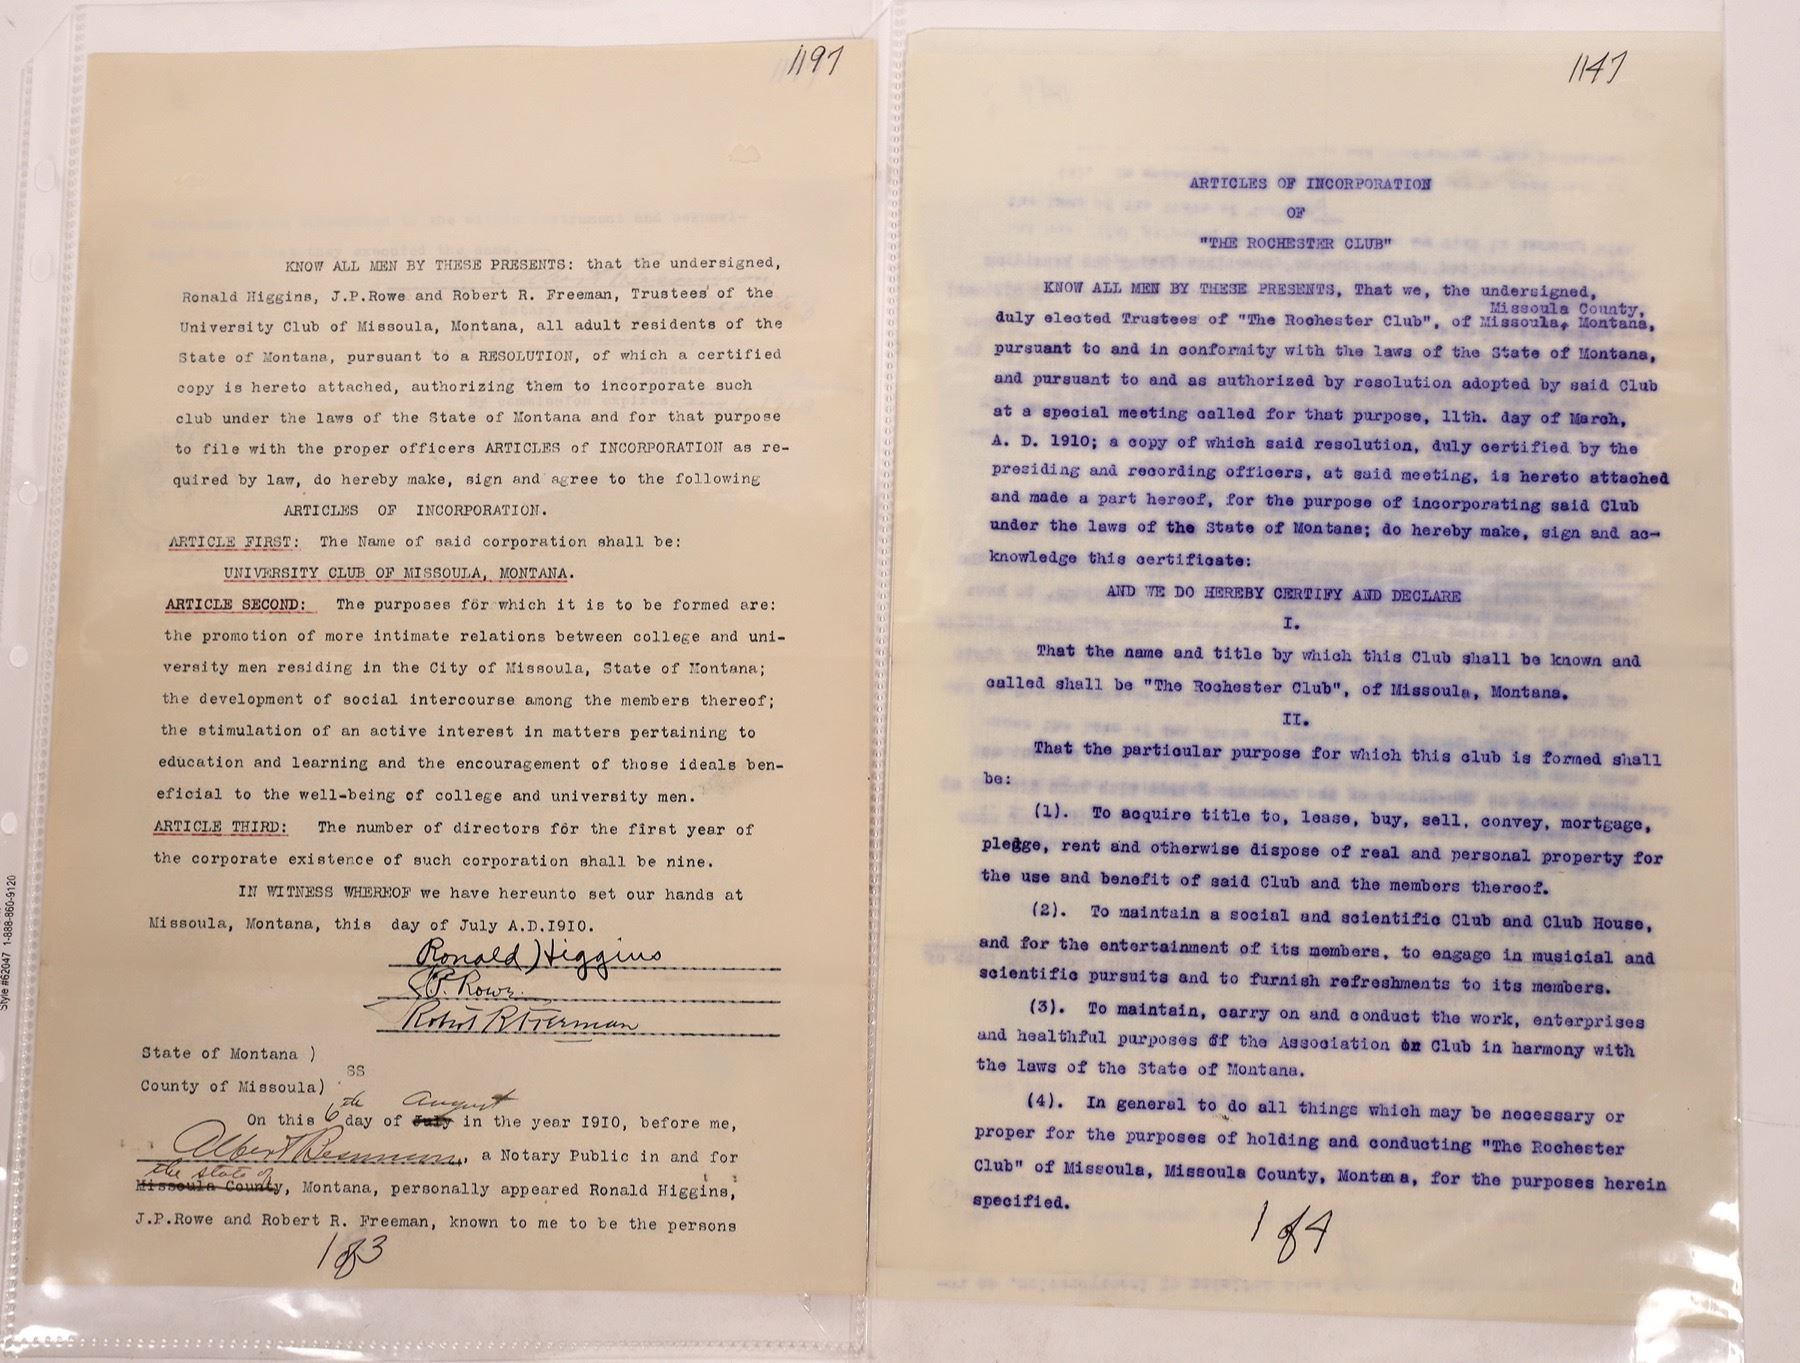 1197
KNOW ALL MEN BY THESE PRESENTS: that the undersigned,
Ronald Higgins, J.P.Rowe and Robert R. Freeman, Trustees of the
University Club of Missoula, Montana, all adult residents of the
State of Montana, pursuant to a RESOLUTION, of which a certified
copy is hereto attached, authorizing them to incorporate such
club under the laws of the State of Montana and for that purpose
to file with the proper officers ARTICLES of INCORPORATION as re-
quired by law, do hereby make, sign and agree to the following
ARTICLES OF INCORPORATION.
ARTICLE FIRST: The Name of said corporation shall be:
UNIVERSITY CLUB OF MISSOULA, MONTANA.
ARTICLE SECOND: The purposes for which it is to be formed are:
the promotion of more intimate relations between college and uni-
versity men residing in the City of Missoula, State of Montana;
the development of social intercourse among the members thereof;
the stimulation of an active interest in matters pertaining to
education and learning and the encouragement of those ideals ben-
eficial to the well-being of college and university men.
ARTICLE THIRD: The number of directors for the first year of
the corporate existence of such corporation shall be nine.
IN WITNESS WHEREOF we have hereunto set our hands at
Missoula, Montana, this day of July A.D.1910.
Ronald Higgins
J.P. Rowe
Robert R Freeman
State of Montana )
SS
County of Missoula)
6th August
On this day of July in the year 1910, before me,
Albert, a Notary Public in and for
the state of
Missoula County, Montana, personally appeared Ronald Higgins,
J.P.Rowe and Robert R. Freeman, known to me to be the persons
1 of 3
Style #62047 1-888-860-9120
1147
ARTICLES OF INCORPORATION
OF
"THE ROCHESTER CLUB"
KNOW ALL MEN BY THESE PRESENTS, That we, the undersigned,
Missoula County,
duly elected Trustees of "The Rochester Club", of Missoula, Montana,
pursuant to and in conformity with the laws of the State of Montana,
and pursuant to and as authorized by resolution adopted by said Club
at a special meeting called for that purpose, 11th. day of March,
A. D. 1910; a copy of which said resolution, duly certified by the
presiding and recording officers, at said meeting, is hereto attached
and made a part hereof, for the purpose of incorporating said Club
under the laws of the State of Montana; do hereby make, sign and ac-
knowledge this certificate:
AND WE DO HEREBY CERTIFY AND DECLARE
I.
That the name and title by which this Club shall be known and
called shall be "The Rochester Club", of Missoula, Montana.
II.
That the particular purpose for which this club is formed shall
be:
(1). To acquire title to, lease, buy, sell, convey, mortgage,
pledge, rent and otherwise dispose of real and personal property for
the use and benefit of said Club and the members thereof.
(2). To maintain a social and scientific Club and Club House,
and for the entertainment of its members, to engage in musicial and
scientific pursuits and to furnish refreshments to its members.
(3). To maintain, carry on and conduct the work, enterprises
and healthful purposes of the Association or Club in harmony with
the laws of the State of Montana.
(4). In general to do all things which may be necessary or
proper for the purposes of holding and conducting "The Rochester
Club" of Missoula, Missoula County, Montana, for the purposes herein
specified.
1 of 4